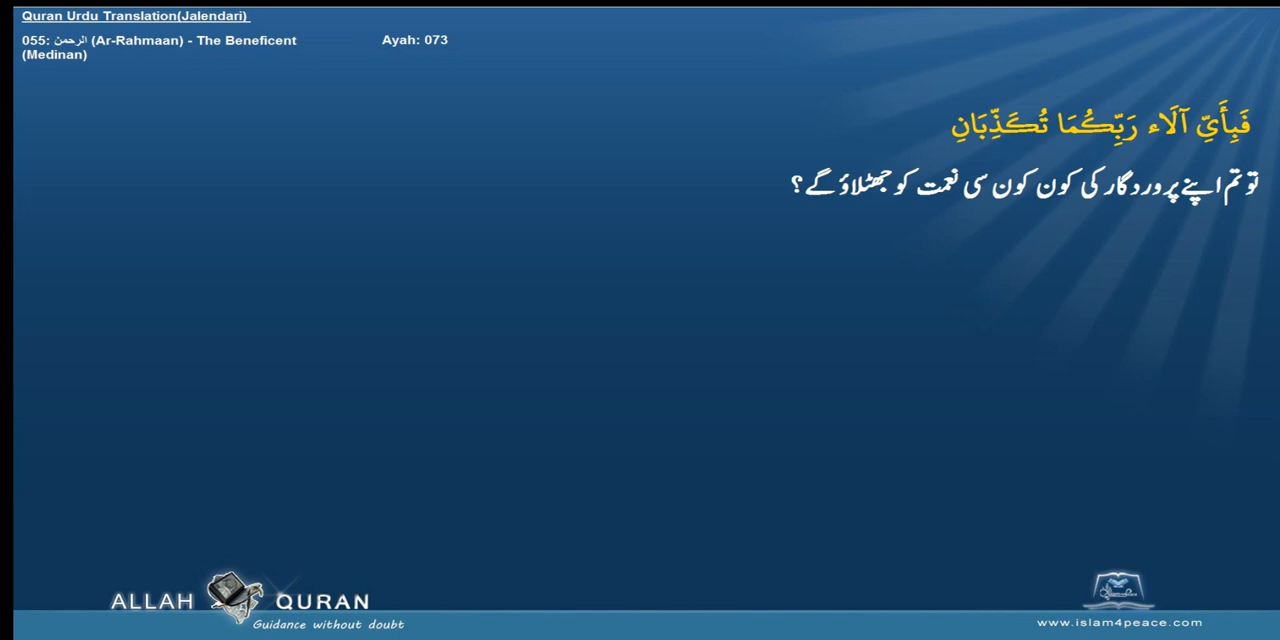 Quran Urdu Translation(Jalendari)
055: الرحمن (Ar-Rahmaan) - The Beneficent (Medinan)
Ayah: 073
فَبِأَيِّ آلَاء رَبِّكُمَا تُكَذِّبَانِ
تو تم اپنے پروردگار کی کون کون سی نعمت کو جھٹلاؤ گے؟
ALLAH QURAN
Guidance without doubt
www.islam4peace.com